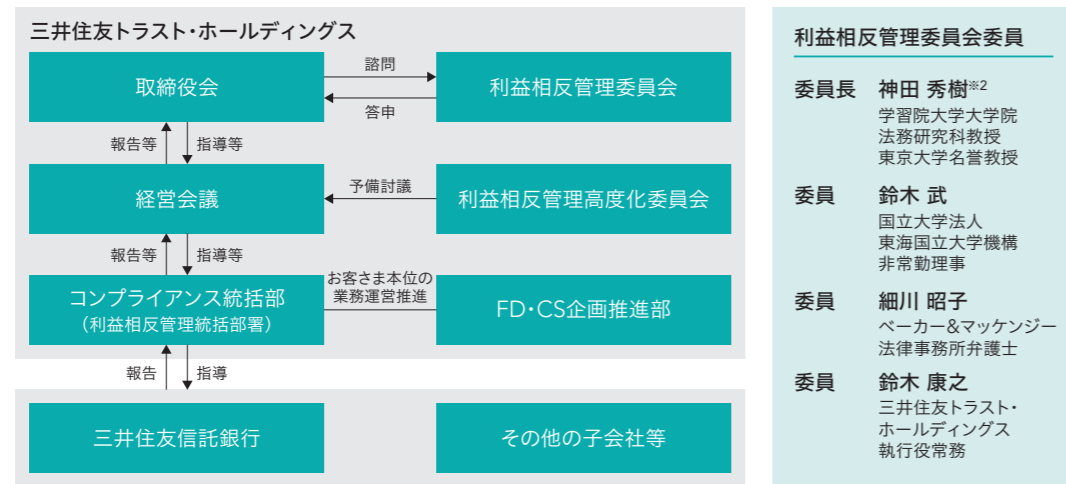 三井住友トラスト・ホールディングス
取締役会
諮問
答申
利益相反管理委員会
報告等
指導等
経営会議
予備討議
利益相反管理高度化委員会
報告等
指導等
コンプライアンス統括部
（利益相反管理統括部署）
お客さま本位の
業務運営推進
FD・CS企画推進部
報告
指導
三井住友信託銀行
その他の子会社等
利益相反管理委員会委員
委員長 神田 秀樹※2
学習院大学大学院
法務研究科教授
東京大学名誉教授
委員 鈴木 武
国立大学法人
東海国立大学機構
非常勤理事
委員 細川 昭子
ベーカー&マッケンジー
法律事務所弁護士
委員 鈴木 康之
三井住友トラスト・
ホールディングス
執行役常務